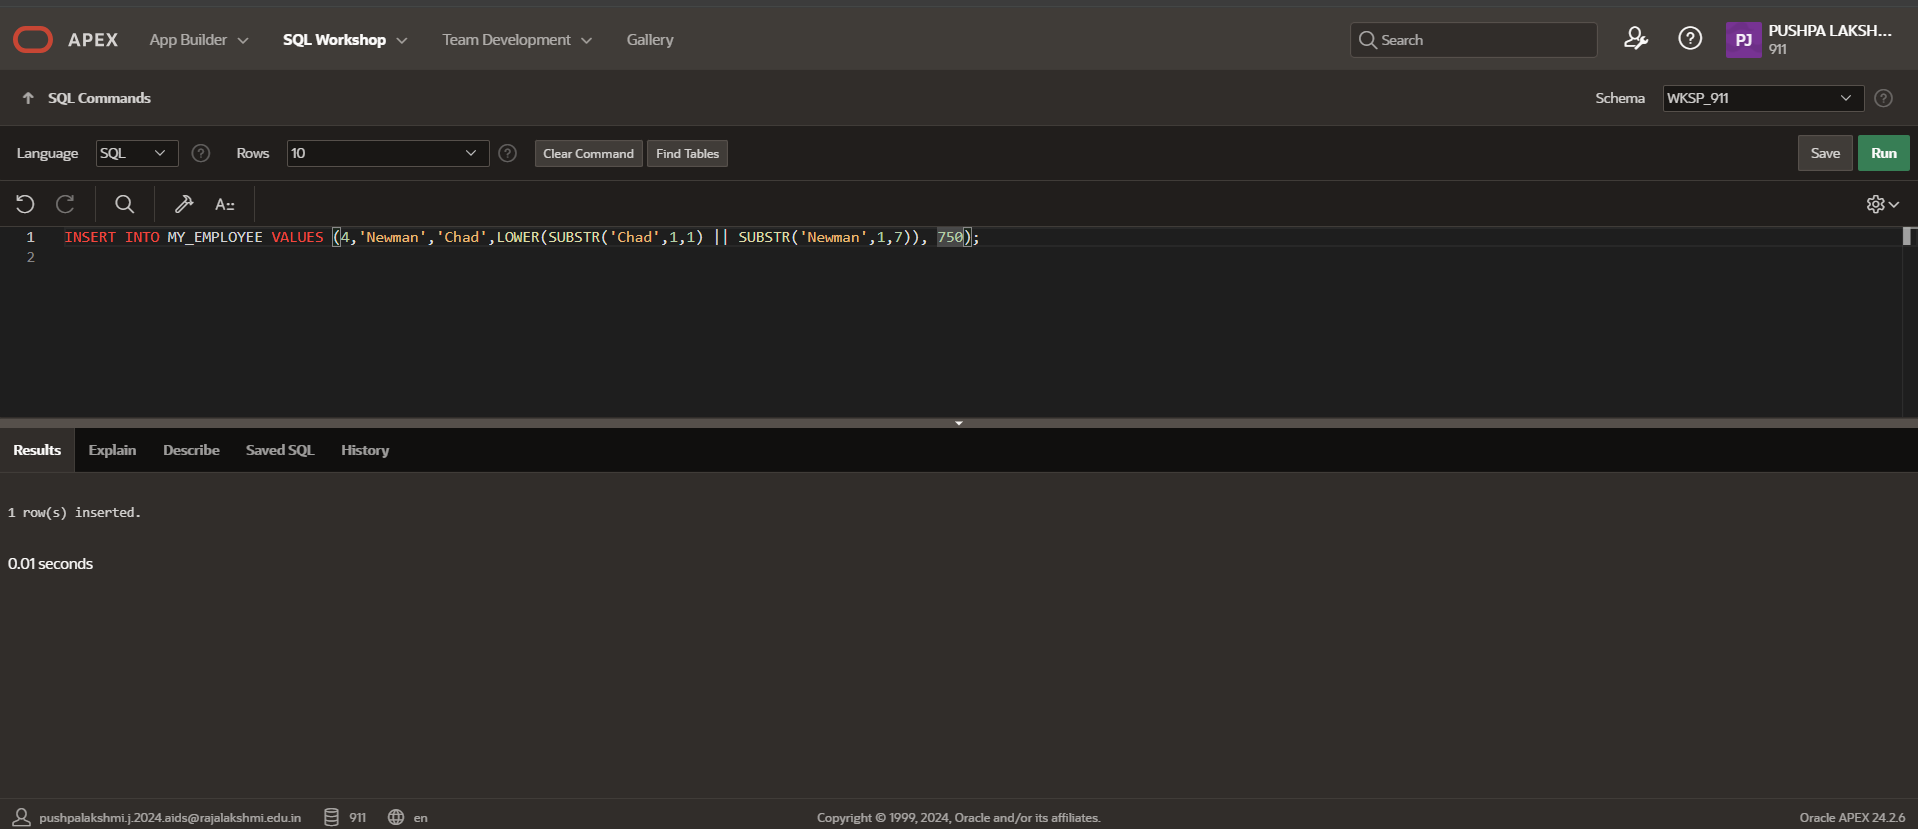 APEX App Builder SQL Workshop Team Development Gallery Search PJ PUSHPA LAKSH...
911
SQL Commands Schema WKSP_911
Language SQL Rows 10 Clear Command Find Tables Save Run
1 INSERT INTO MY_EMPLOYEE VALUES (4,'Newman','Chad',LOWER(SUBSTR('Chad',1,1) || SUBSTR('Newman',1,7)), 750);
2
Results Explain Describe Saved SQL History
1 row(s) inserted.
0.01 seconds
pushpalakshmi.j.2024.aids@rajalakshmi.edu.in 911 en Copyright © 1999, 2024, Oracle and/or its affiliates. Oracle APEX 24.2.6